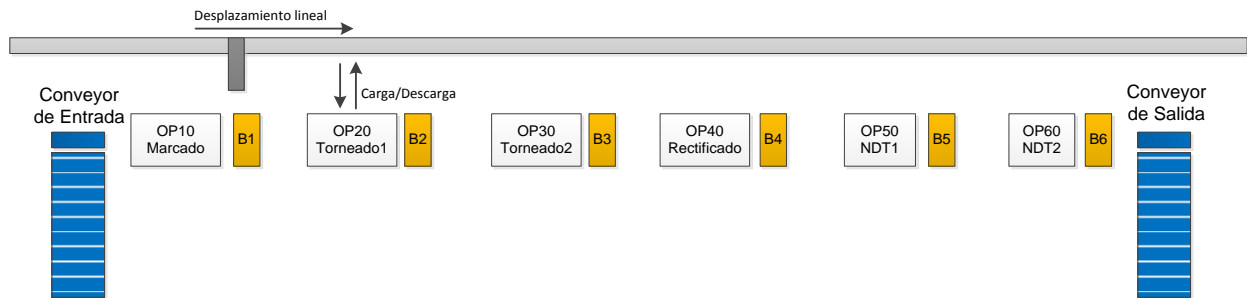 Desplazamiento lineal
Carga/Descarga
Conveyor
de Entrada
OP10
Marcado
B1
OP20
Torneado1
B2
OP30
Torneado2
B3
OP40
Rectificado
B4
OP50
NDT1
B5
OP60
NDT2
B6
Conveyor
de Salida